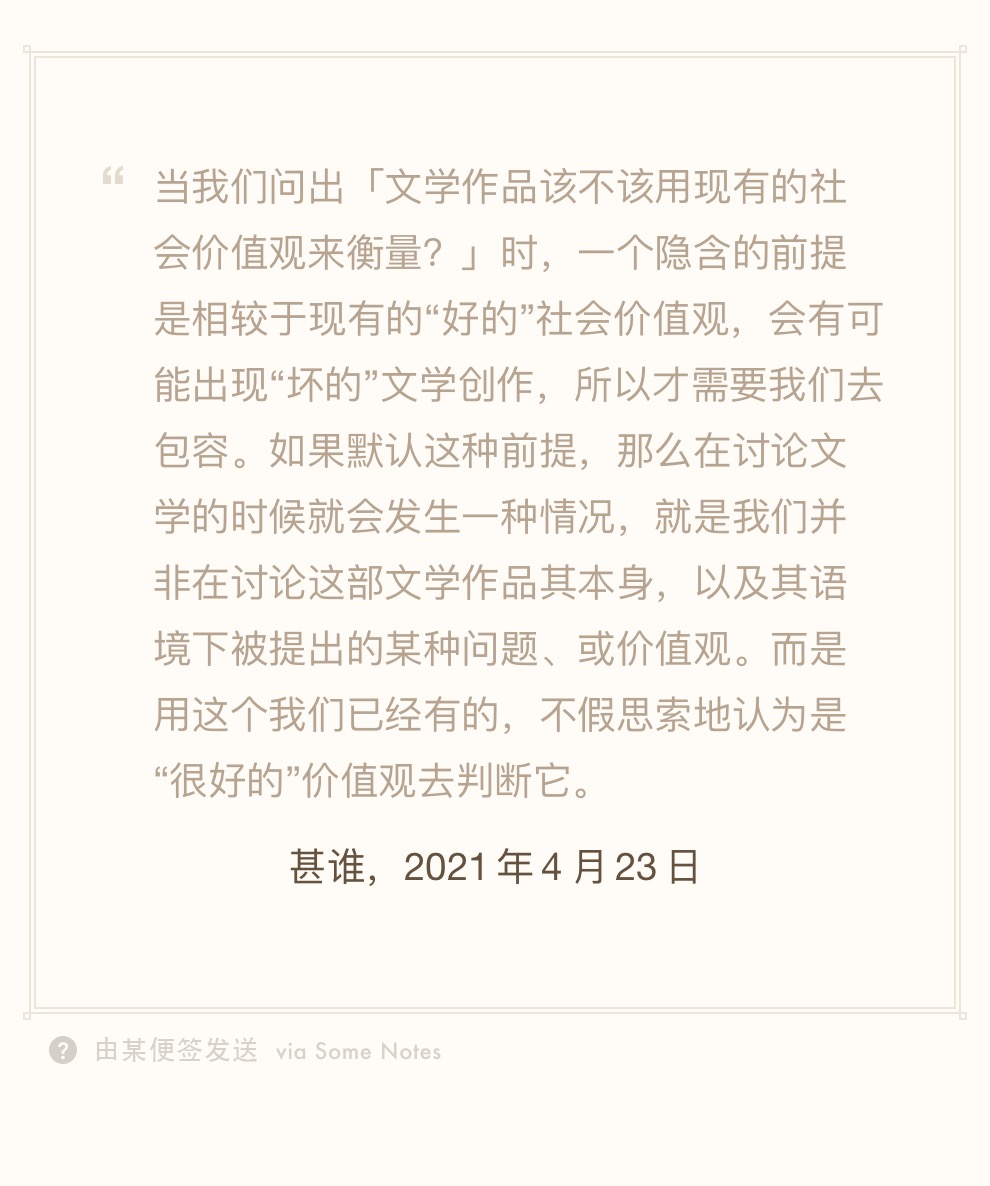 “
当我们问出「文学作品该不该用现有的社
会价值观来衡量？」时，一个隐含的前提
是相较于现有的“好的”社会价值观，会有可
能出现“坏的”文学创作，所以才需要我们去
包容。如果默认这种前提，那么在讨论文
学的时候就会发生一种情况，就是我们并
非在讨论这部文学作品其本身，以及其语
境下被提出的某种问题、或价值观。而是
用这个我们已经有的，不假思索地认为是
“很好的”价值观去判断它。
甚谁，2021 年 4 月 23 日
? 由某便签发送 via Some Notes